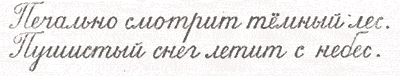 Печально смотрит тёмный лес.
Пушистый снег летит с небес.